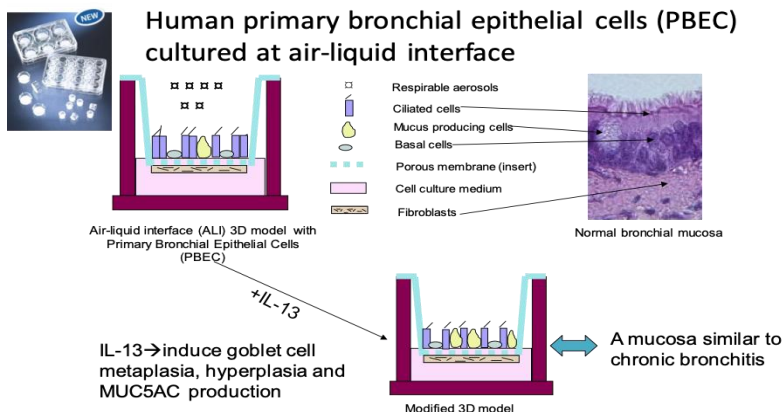 Human primary bronchial epithelial cells (PBEC)
cultured at air-liquid interface
NEW
Respirable aerosols
Ciliated cells
Mucus producing cells
Basal cells
Porous membrane (insert)
Cell culture medium
Fibroblasts
Air-liquid interface (ALI) 3D model with
Primary Bronchial Epithelial Cells
(PBEC)
Normal bronchial mucosa
+IL-13
IL-13→induce goblet cell
metaplasia, hyperplasia and
MUC5AC production
A mucosa similar to
chronic bronchitis
Modified 3D model